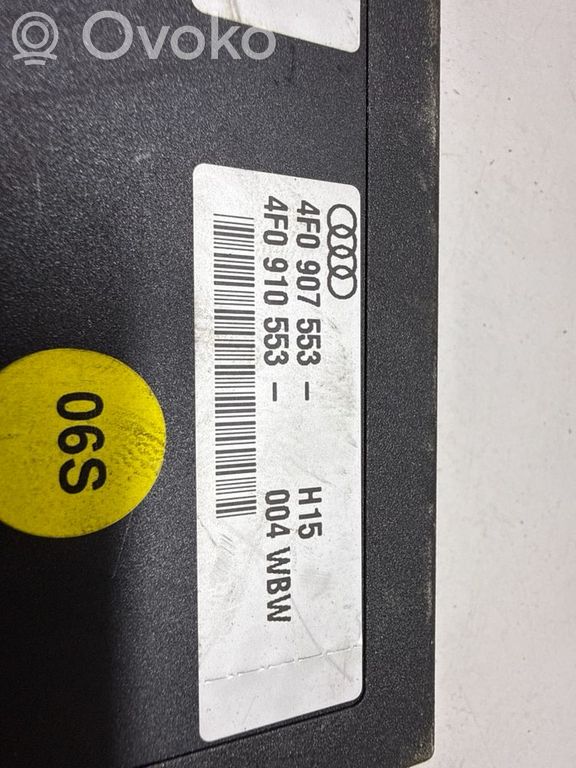 Ovoko
4F0 907 553 - H15
4F0 910 553 - 004 WBW
06S